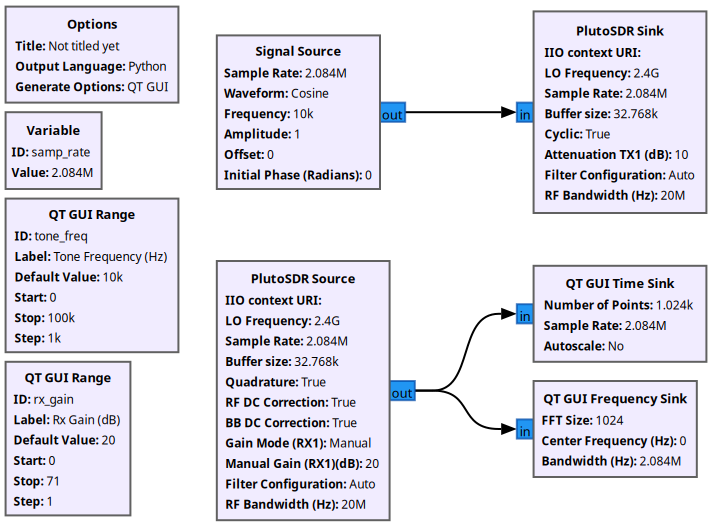 Options
Title: Not titled yet
Output Language: Python
Generate Options: QT GUI
Variable
ID: samp_rate
Value: 2.084M
QT GUI Range
ID: tone_freq
Label: Tone Frequency (Hz)
Default Value: 10k
Start: 0
Stop: 100k
Step: 1k
QT GUI Range
ID: rx_gain
Label: Rx Gain (dB)
Default Value: 20
Start: 0
Stop: 71
Step: 1
Signal Source
Sample Rate: 2.084M
Waveform: Cosine
Frequency: 10k
Amplitude: 1
Offset: 0
Initial Phase (Radians): 0
out
in
PlutoSDR Sink
IIO context URI:
LO Frequency: 2.4G
Sample Rate: 2.084M
Buffer size: 32.768k
Cyclic: True
Attenuation TX1 (dB): 10
Filter Configuration: Auto
RF Bandwidth (Hz): 20M
PlutoSDR Source
IIO context URI:
LO Frequency: 2.4G
Sample Rate: 2.084M
Buffer size: 32.768k
Quadrature: True
RF DC Correction: True
BB DC Correction: True
Gain Mode (RX1): Manual
Manual Gain (RX1)(dB): 20
Filter Configuration: Auto
RF Bandwidth (Hz): 20M
out
in
QT GUI Time Sink
Number of Points: 1.024k
Sample Rate: 2.084M
Autoscale: No
in
QT GUI Frequency Sink
FFT Size: 1024
Center Frequency (Hz): 0
Bandwidth (Hz): 2.084M